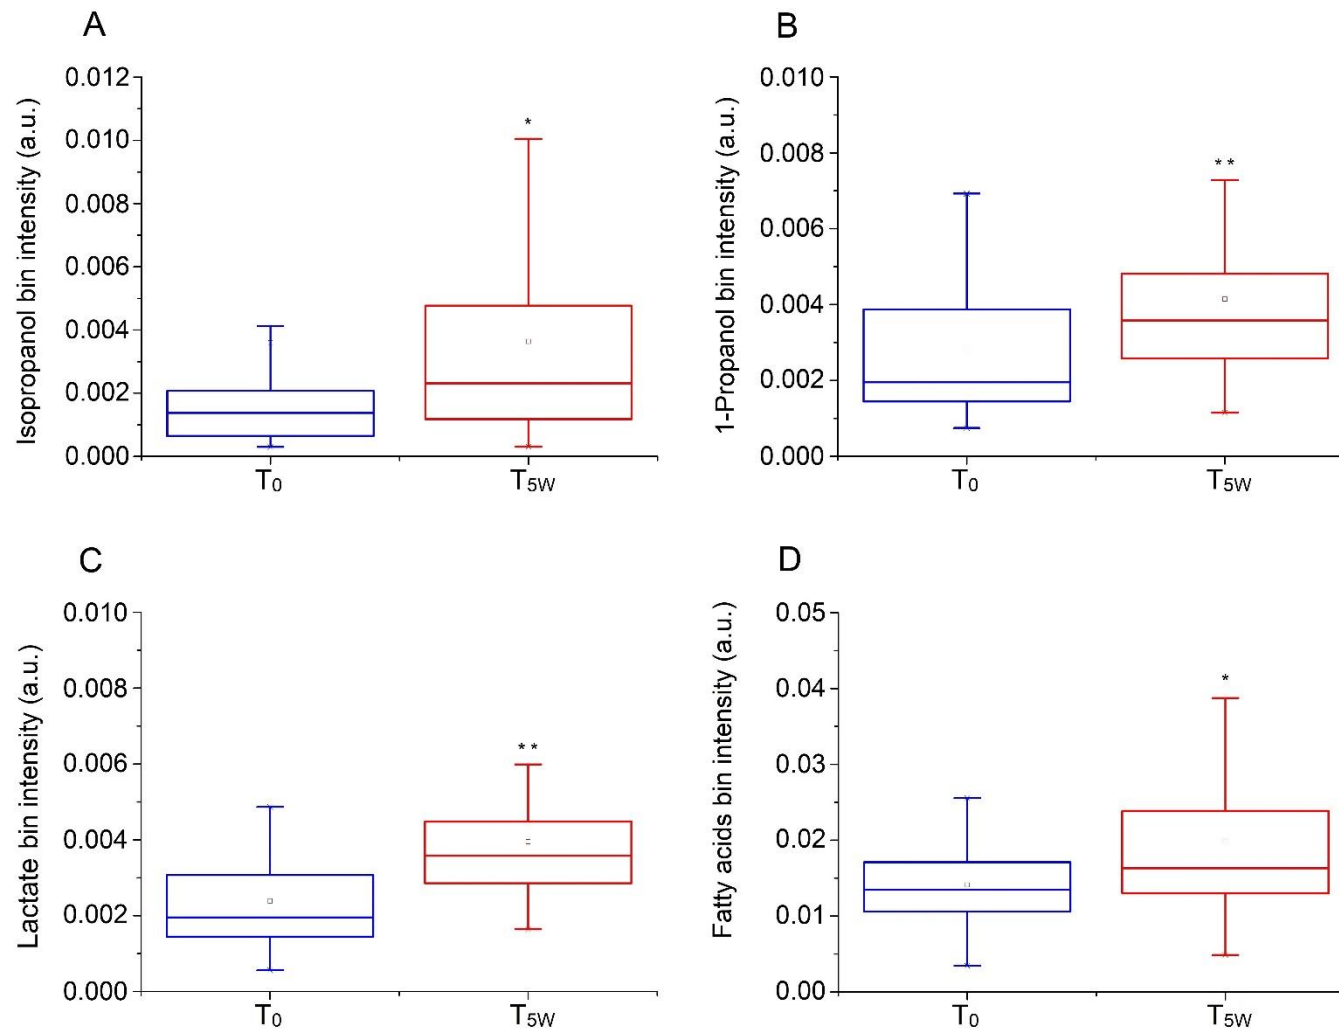 A
Isopropanol bin intensity (a.u.)
0.012
0.010
0.008
0.006
0.004
0.002
0.000
*
T0
T5W
B
1-Propanol bin intensity (a.u.)
0.010
0.008
0.006
0.004
0.002
0.000
**
T0
T5W
C
Lactate bin intensity (a.u.)
0.010
0.008
0.006
0.004
0.002
0.000
**
T0
T5W
D
Fatty acids bin intensity (a.u.)
0.05
0.04
0.03
0.02
0.01
0.00
*
T0
T5W